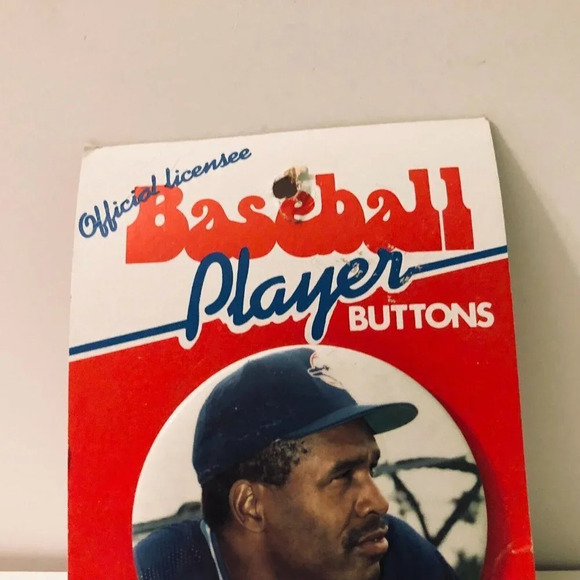 Official Licensee
Baseball
Player
BUTTONS